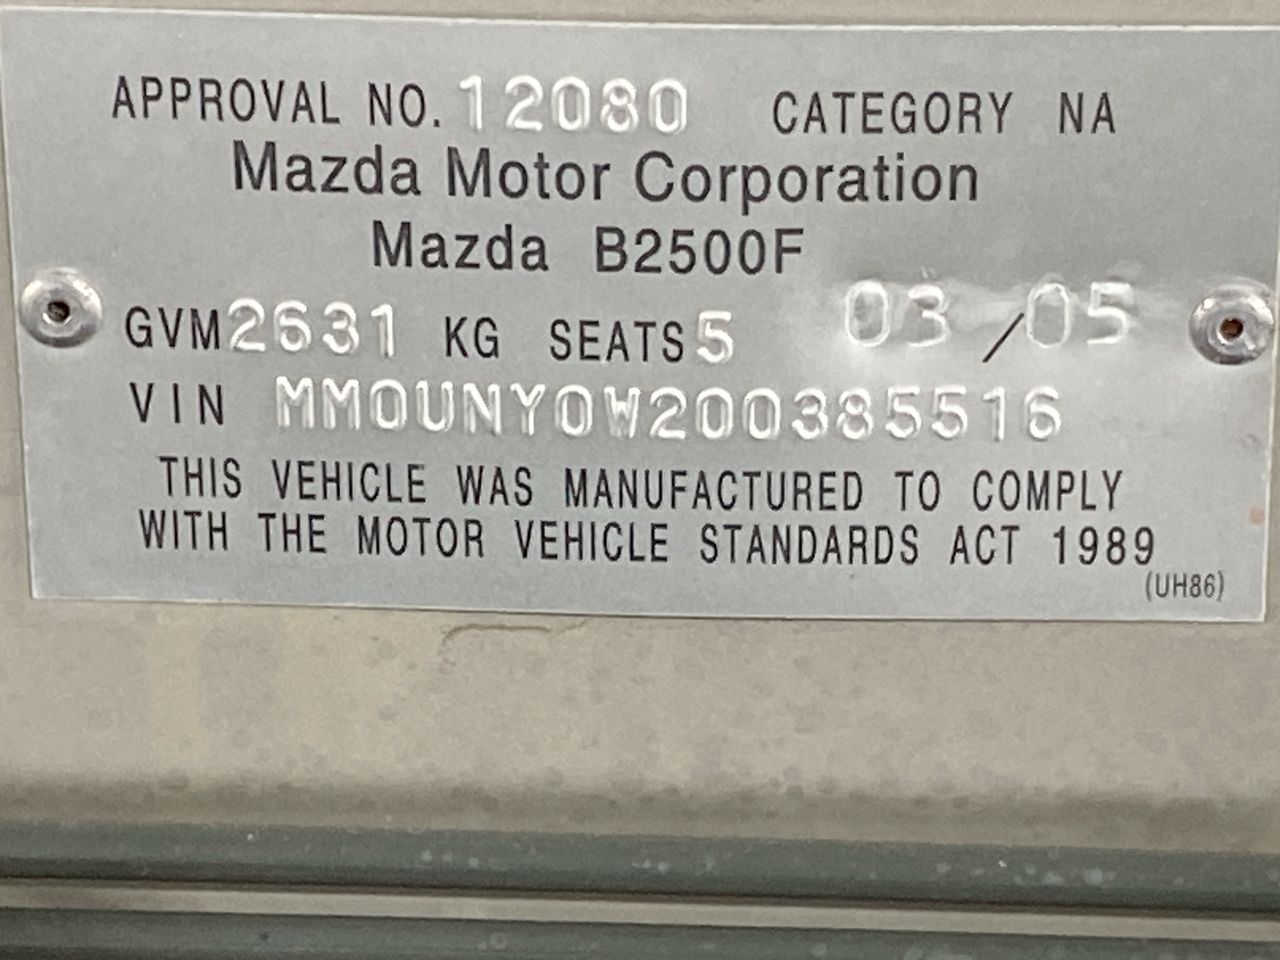 APPROVAL NO. 12080 CATEGORY NA
Mazda Motor Corporation
Mazda B2500F
GVM 2631 KG SEATS 5 03/05
VIN MM0UNY0W200385516
THIS VEHICLE WAS MANUFACTURED TO COMPLY
WITH THE MOTOR VEHICLE STANDARDS ACT 1989
(UH86)